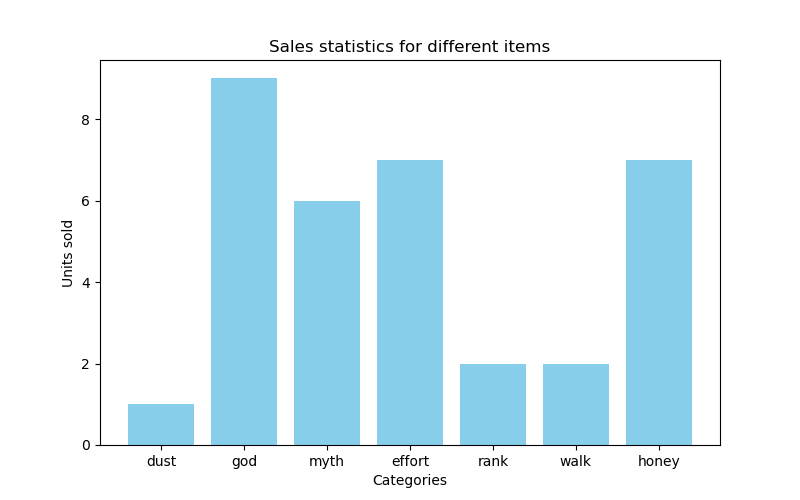 Sales statistics for different items
Units sold
8
6
4
2
0
dust god myth effort rank walk honey
Categories